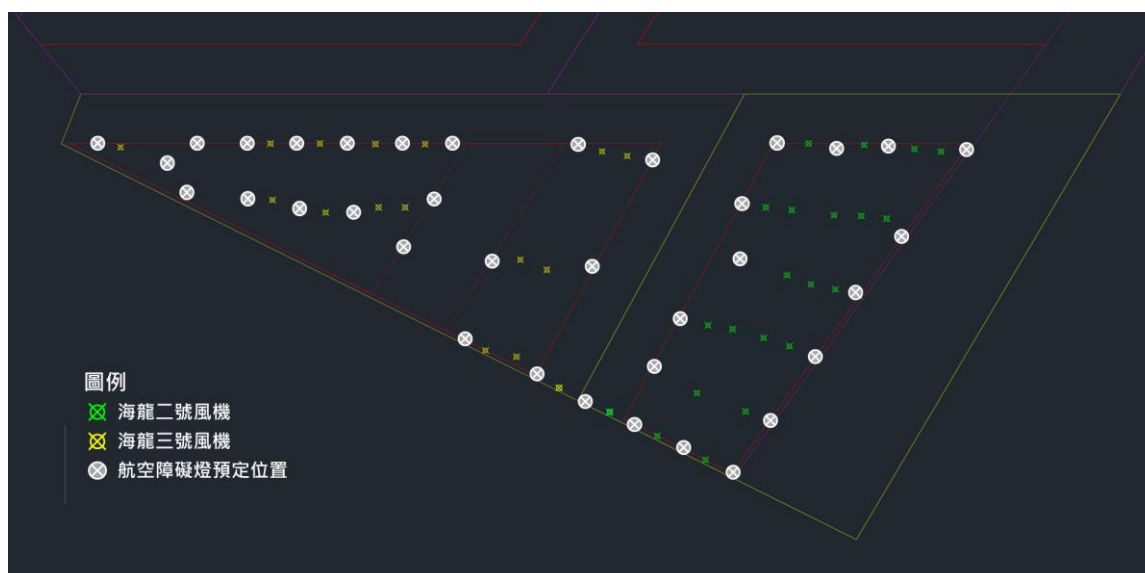 圖例
海龍二號風機
海龍三號風機
航空障礙燈預定位置